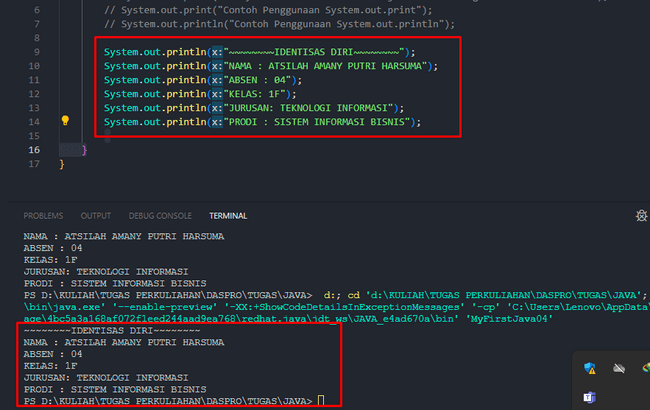 6 // System.out.print("Contoh Penggunaan System.out.print");
7 // System.out.println("Contoh Penggunaan System.out.println");
8
9 System.out.println(x:"~~~~~~~~IDENTISAS DIRI~~~~~~~~");
10 System.out.println(x:"NAMA : ATSILAH AMANY PUTRI HARSUMA");
11 System.out.println(x:"ABSEN : 04");
12 System.out.println(x:"KELAS: 1F");
13 System.out.println(x:"JURUSAN: TEKNOLOGI INFORMASI");
14 System.out.println(x:"PRODI : SISTEM INFORMASI BISNIS");
15
16 }
17 }
PROBLEMS OUTPUT DEBUG CONSOLE TERMINAL
NAMA : ATSILAH AMANY PUTRI HARSUMA
ABSEN : 04
KELAS: 1F
JURUSAN: TEKNOLOGI INFORMASI
PRODI : SISTEM INFORMASI BISNIS
PS D:\KULIAH\TUGAS PERKULIAHAN\DASPRO\TUGAS\JAVA> d:; cd 'd:\KULIAH\TUGAS PERKULIAHAN\DASPRO\TUGAS\JAVA';
\bin\java.exe' '--enable-preview' '-XX:+ShowCodeDetailsInExceptionMessages' '-cp' 'C:\Users\Lenovo\AppData
age\4bc5a3a168af072f1eed244aad9ea768\redhat.java\jdt_ws\JAVA_e4ad670a\bin' 'MyFirstJava04'
~~~~~~~~IDENTISAS DIRI~~~~~~~~
NAMA : ATSILAH AMANY PUTRI HARSUMA
ABSEN : 04
KELAS: 1F
JURUSAN: TEKNOLOGI INFORMASI
PRODI : SISTEM INFORMASI BISNIS
PS D:\KULIAH\TUGAS PERKULIAHAN\DASPRO\TUGAS\JAVA>